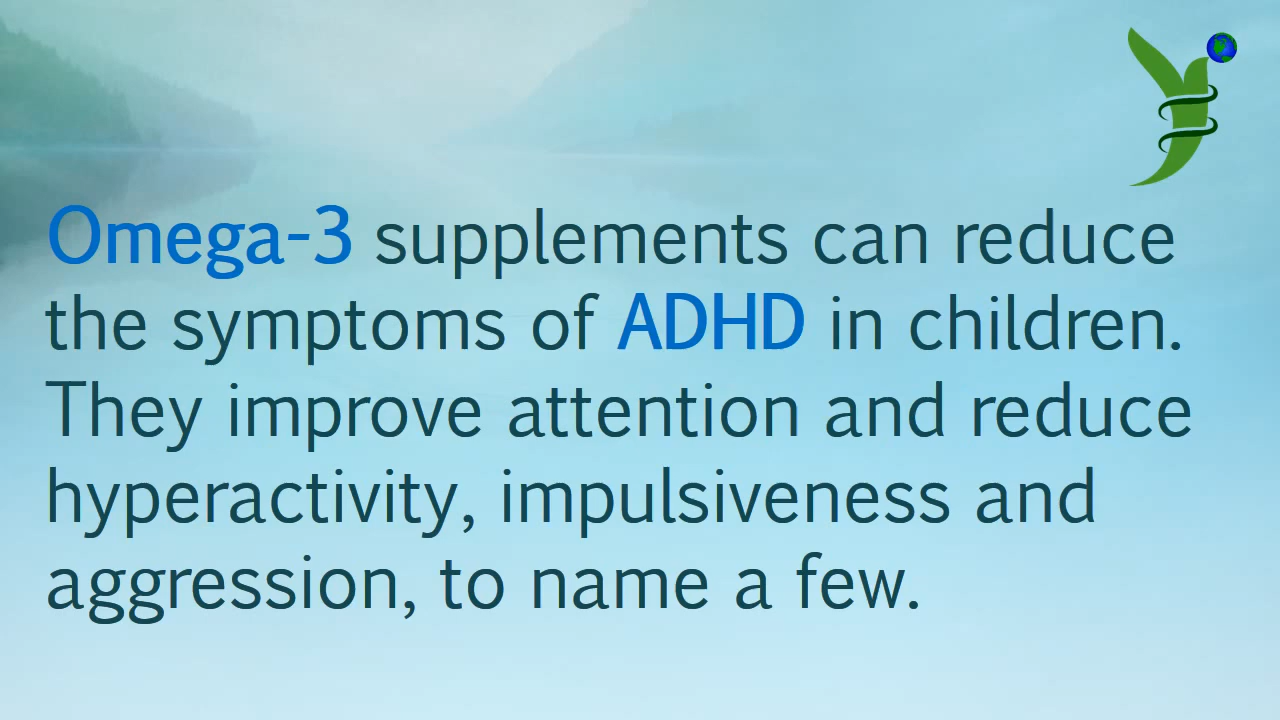 Omega-3 supplements can reduce
the symptoms of ADHD in children.
They improve attention and reduce
hyperactivity, impulsiveness and
aggression, to name a few.